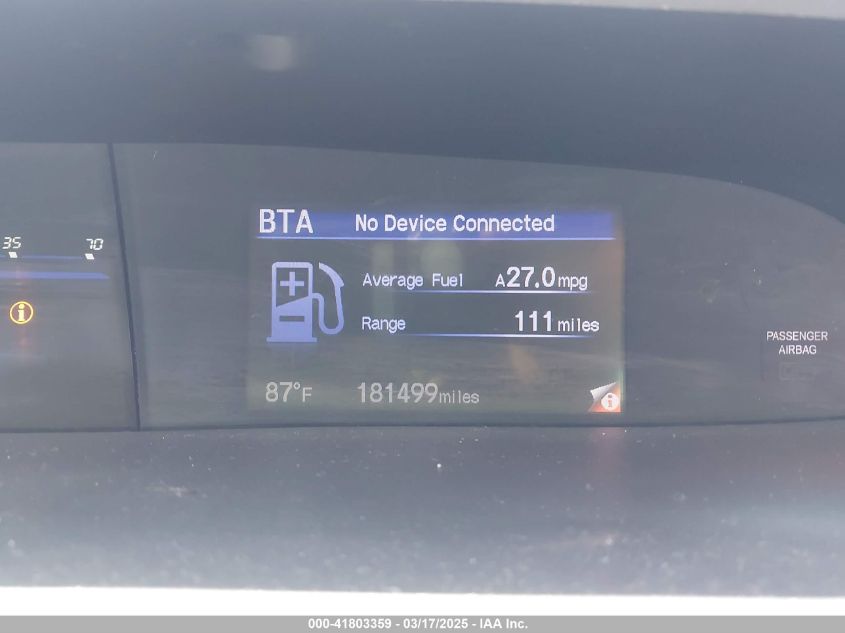 BTA No Device Connected
35 70
Average Fuel A27.0mpg
Range 111 miles
PASSENGER
AIRBAG
87°F 181499miles
000-41803359 - 03/17/2025 - IAA Inc.